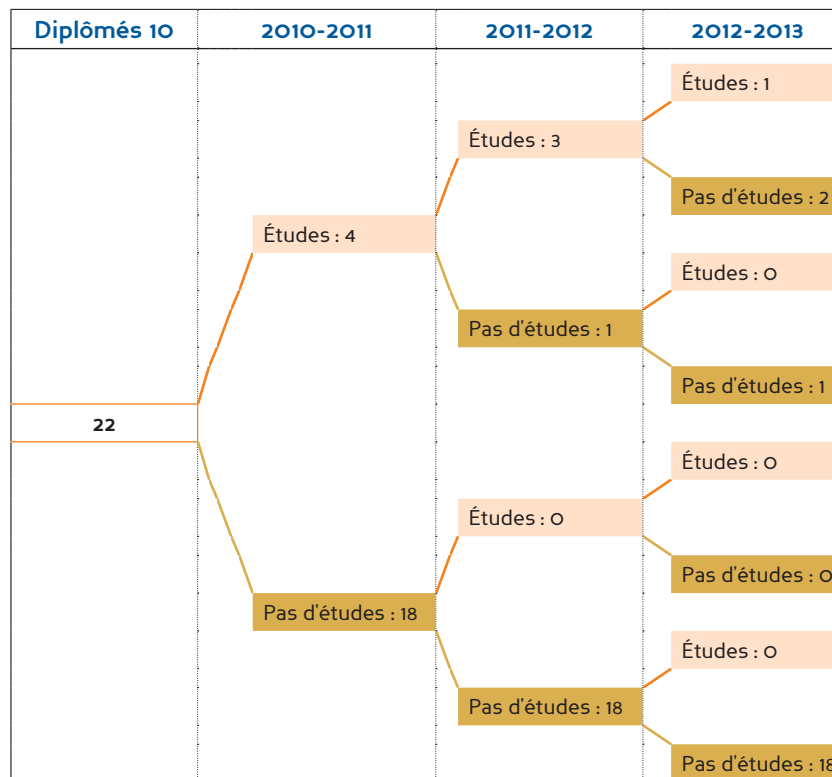 Diplômés 10 2010-2011 2011-2012 2012-2013
Études : 1
Études : 3
Pas d'études : 2
Études : 4
Études : 0
Pas d'études : 1
Pas d'études : 1
22
Études : 0
Études : 0
Pas d'études : 0
Pas d'études : 18
Études : 0
Pas d'études : 18
Pas d'études : 18